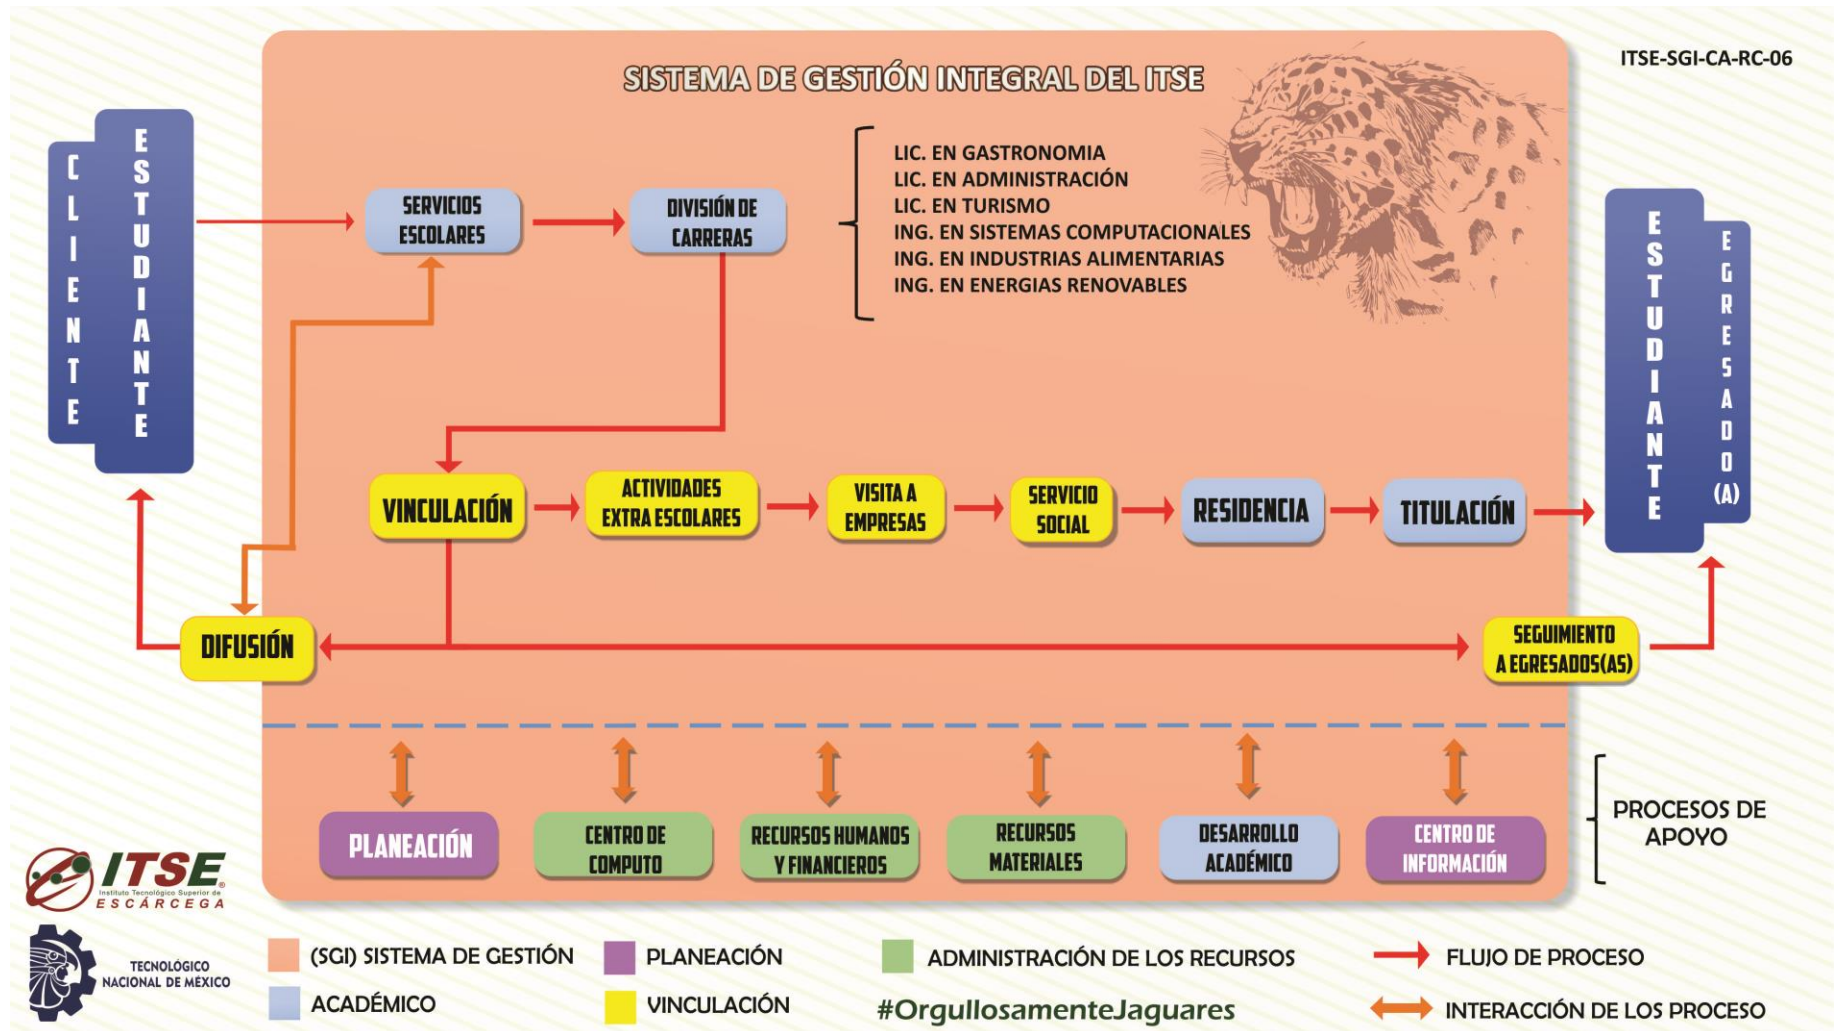 ITSE-SGI-CA-RC-06
SISTEMA DE GESTIÓN INTEGRAL DEL ITSE
CLIENTE
ESTUDIANTE
SERVICIOS
ESCOLARES
DIVISIÓN DE
CARRERAS
LIC. EN GASTRONOMIA
LIC. EN ADMINISTRACIÓN
LIC. EN TURISMO
ING. EN SISTEMAS COMPUTACIONALES
ING. EN INDUSTRIAS ALIMENTARIAS
ING. EN ENERGIAS RENOVABLES
ESTUDIANTE
EGRESADO(A)
VINCULACIÓN
ACTIVIDADES
EXTRA ESCOLARES
VISITA A
EMPRESAS
SERVICIO
SOCIAL
RESIDENCIA
TITULACIÓN
DIFUSIÓN
SEGUIMIENTO
A EGRESADOS(AS)
PLANEACIÓN
CENTRO DE
COMPUTO
RECURSOS HUMANOS
Y FINANCIEROS
RECURSOS
MATERIALES
DESARROLLO
ACADÉMICO
CENTRO DE
INFORMACIÓN
PROCESOS DE
APOYO
ITSE®
Instituto Tecnológico Superior de
ESCÁRCEGA
TECNOLÓGICO
NACIONAL DE MÉXICO
(SGI) SISTEMA DE GESTIÓN
PLANEACIÓN
ADMINISTRACIÓN DE LOS RECURSOS
FLUJO DE PROCESO
ACADÉMICO
VINCULACIÓN
#OrgullosamenteJaguares
INTERACCIÓN DE LOS PROCESO